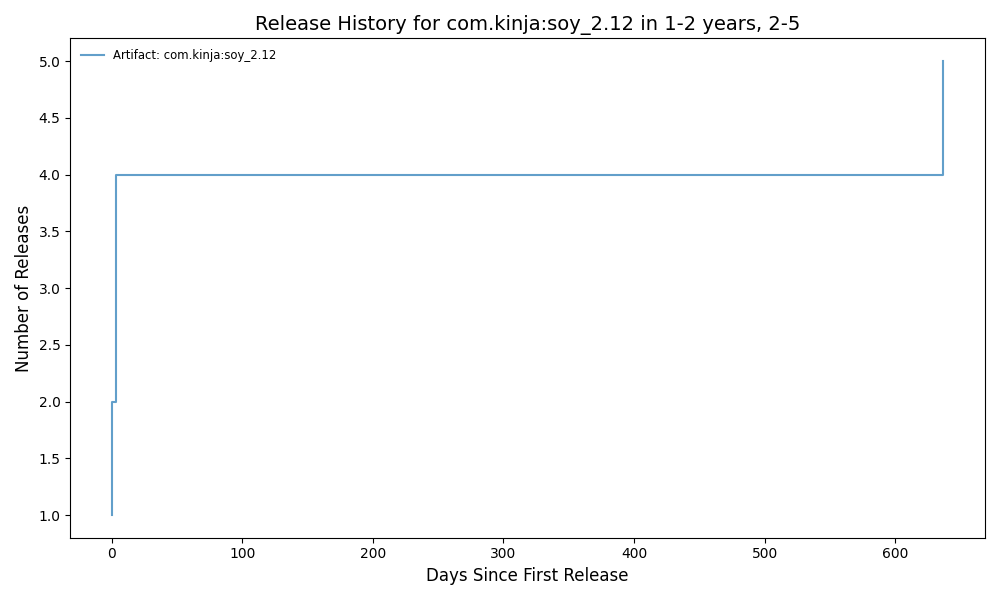 Release History for com.kinja:soy_2.12 in 1-2 years, 2-5
Artifact: com.kinja:soy_2.12
Number of Releases
5.0
4.5
4.0
3.5
3.0
2.5
2.0
1.5
1.0
0 100 200 300 400 500 600
Days Since First Release